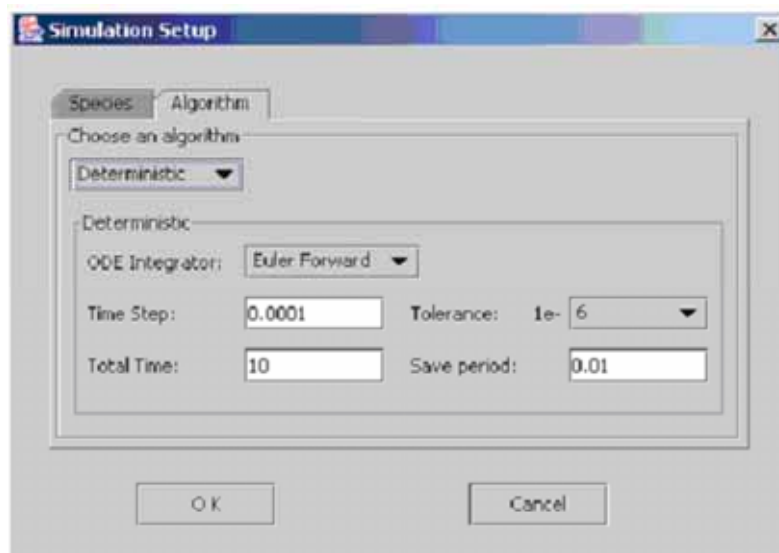 Simulation Setup
Species Algorithm
Choose an algorithm
Deterministic
Deterministic
ODE Integrator: Euler Forward
Time Step: 0.0001 Tolerance: 1e- 6
Total Time: 10 Save period: 0.01
OK Cancel